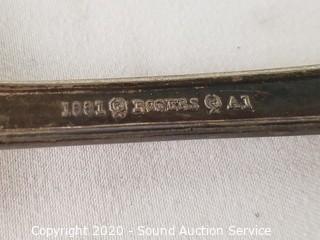 1881 ROGERS A1
Copyright 2020 - Sound Auction Service